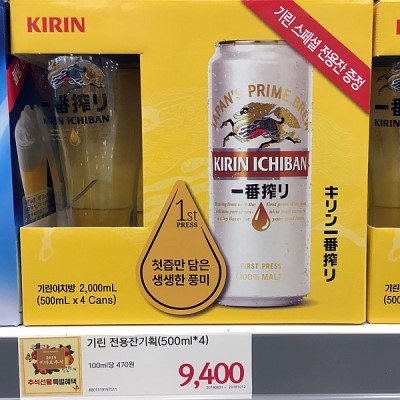 KIRIN
一番搾り
기린 스페셜 전용잔 증정
JAPAN'S PRIME BREW
KIRIN ICHIBAN
一番搾り
FIRST PRESS
100% MALT
キリン一番搾り
1st
PRESS
첫즙만 담은
생생한 풍미
기린이치방 2,000mL
(500mL x 4 Cans)
기린 전용잔기획(500ml*4)
100ml당 470원
9,400
추석선물 특별혜택